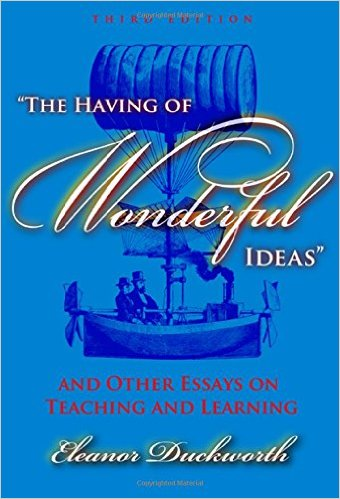 THIRD EDITION
"THE HAVING OF
Wonderful
IDEAS"
AND OTHER ESSAYS ON
TEACHING AND LEARNING
Eleanor Duckworth